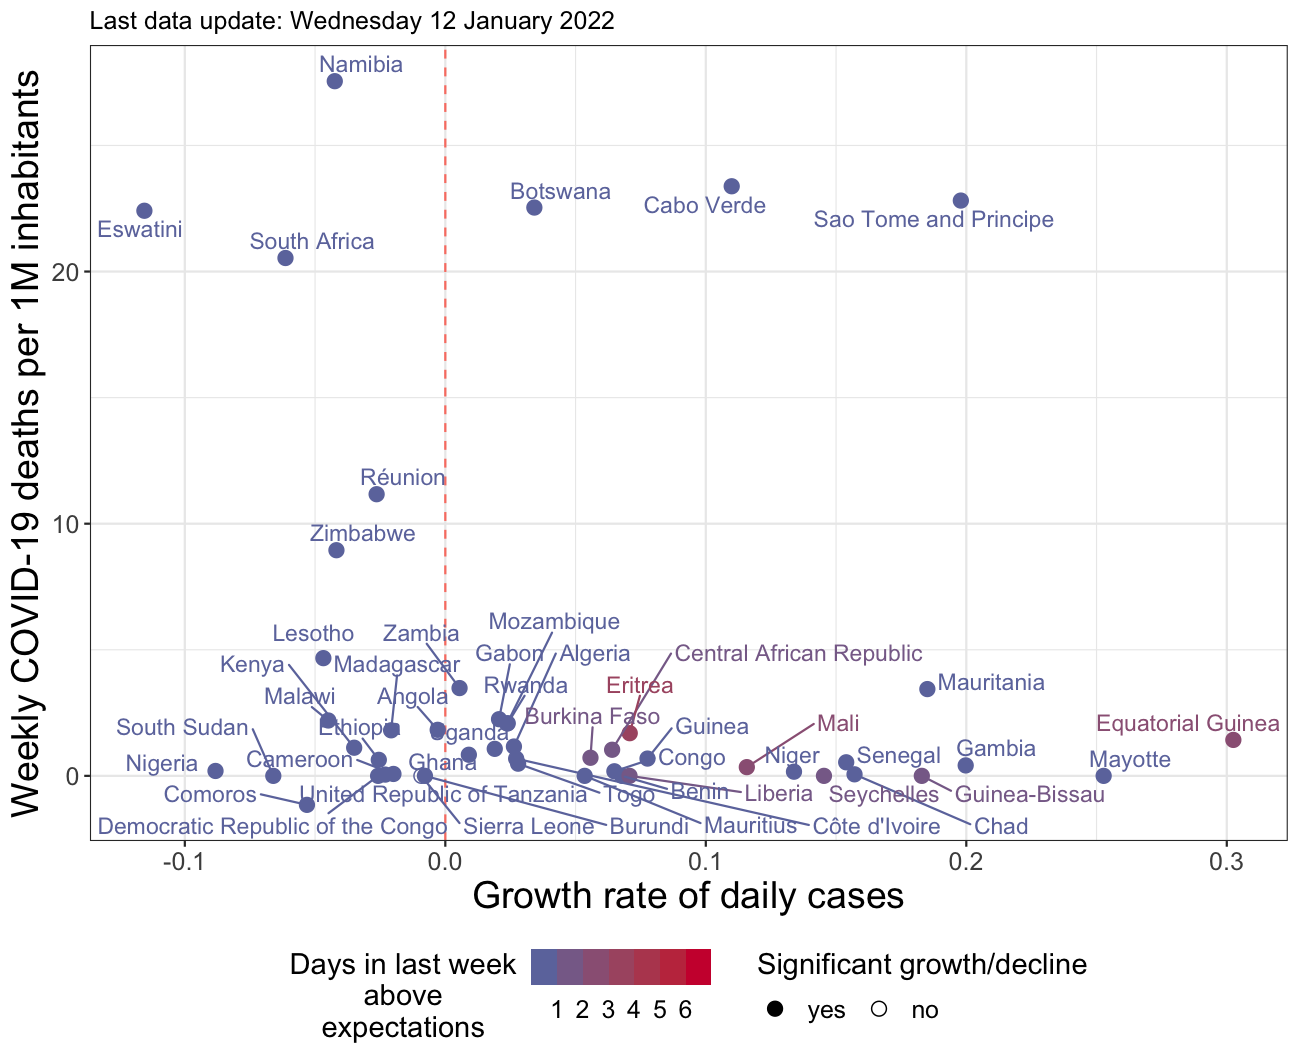 Last data update: Wednesday 12 January 2022
Weekly COVID-19 deaths per 1M inhabitants
20
10
0
Namibia
Eswatini
South Africa
Botswana
Cabo Verde
Sao Tome and Principe
Réunion
Zimbabwe
Mozambique
Lesotho
Zambia
Gabon
Algeria
Central African Republic
Kenya
Madagascar
Rwanda
Eritrea
Mauritania
Malawi
Angola
Burkina Faso
South Sudan
Ethiopia
Uganda
Guinea
Mali
Equatorial Guinea
Nigeria
Cameroon
Ghana
Congo
Niger
Senegal
Gambia
Mayotte
Comoros
United Republic of Tanzania
Togo
Benin
Liberia
Seychelles
Guinea-Bissau
Democratic Republic of the Congo
Sierra Leone
Burundi
Mauritius
Côte d'Ivoire
Chad
-0.1
0.0
0.1
0.2
0.3
Growth rate of daily cases
Days in last week
above
expectations
1 2 3 4 5 6
Significant growth/decline
yes
no